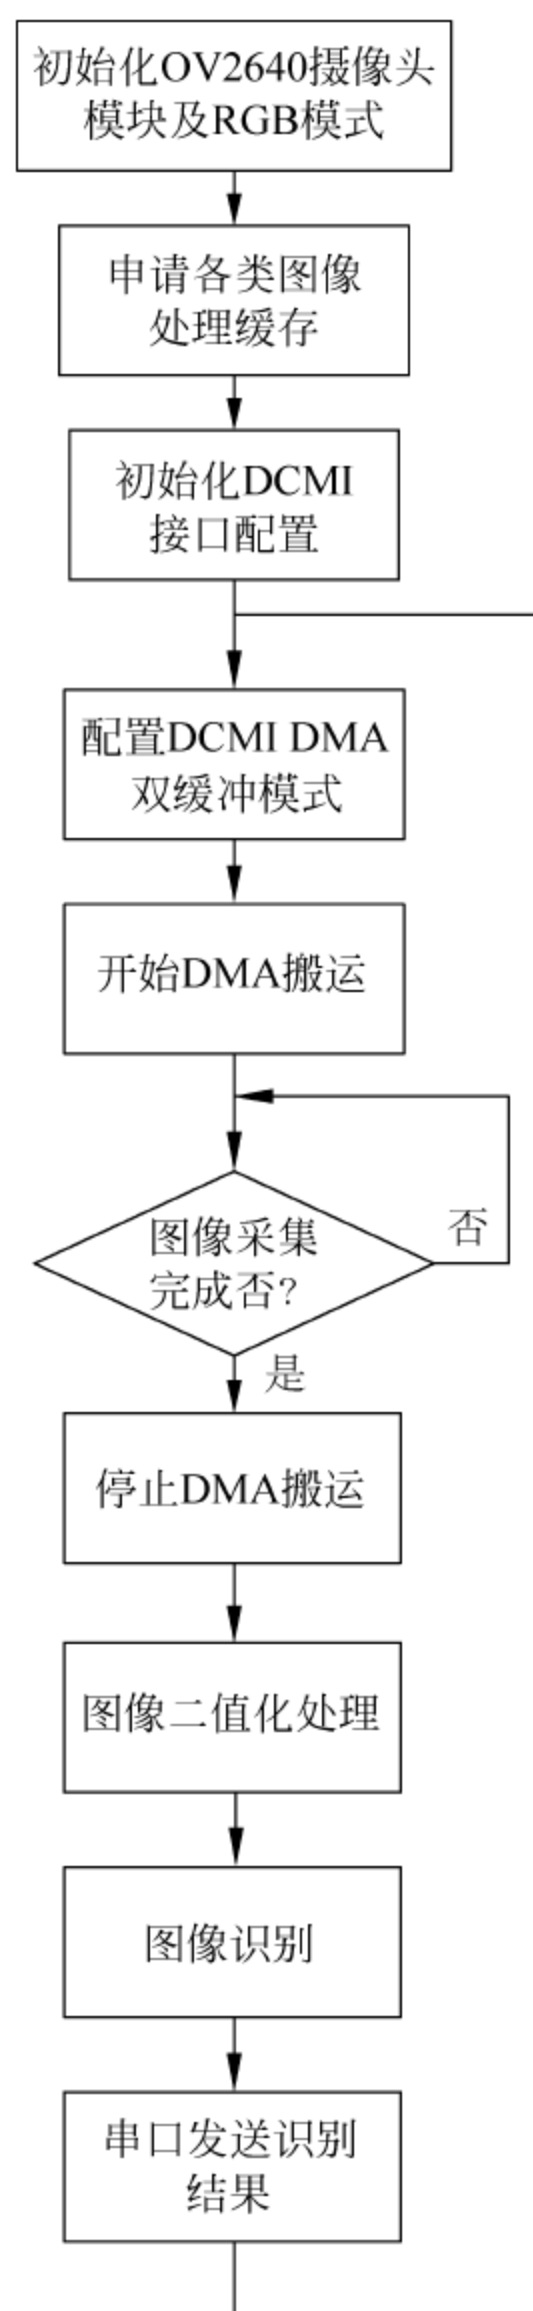 初始化OV2640摄像头
模块及RGB模式
申请各类图像
处理缓存
初始化DCMI
接口配置
配置DCMI DMA
双缓冲模式
开始DMA搬运
图像采集
完成否?
否
是
停止DMA搬运
图像二值化处理
图像识别
串口发送识别
结果